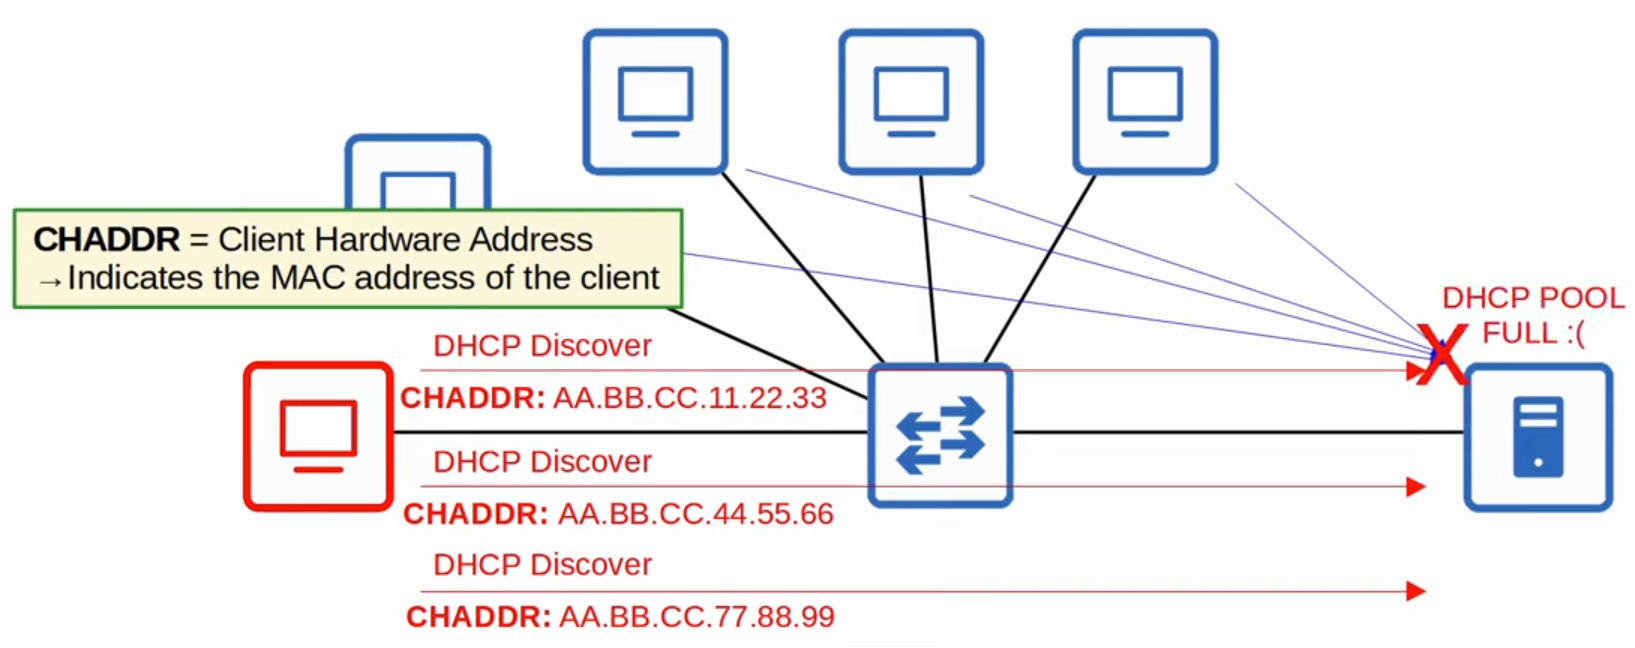 DHCP POOL
FULL :(
CHADDR = Client Hardware Address
→Indicates the MAC address of the client
DHCP Discover
CHADDR: AA.BB.CC.11.22.33
DHCP Discover
CHADDR: AA.BB.CC.44.55.66
DHCP Discover
CHADDR: AA.BB.CC.77.88.99